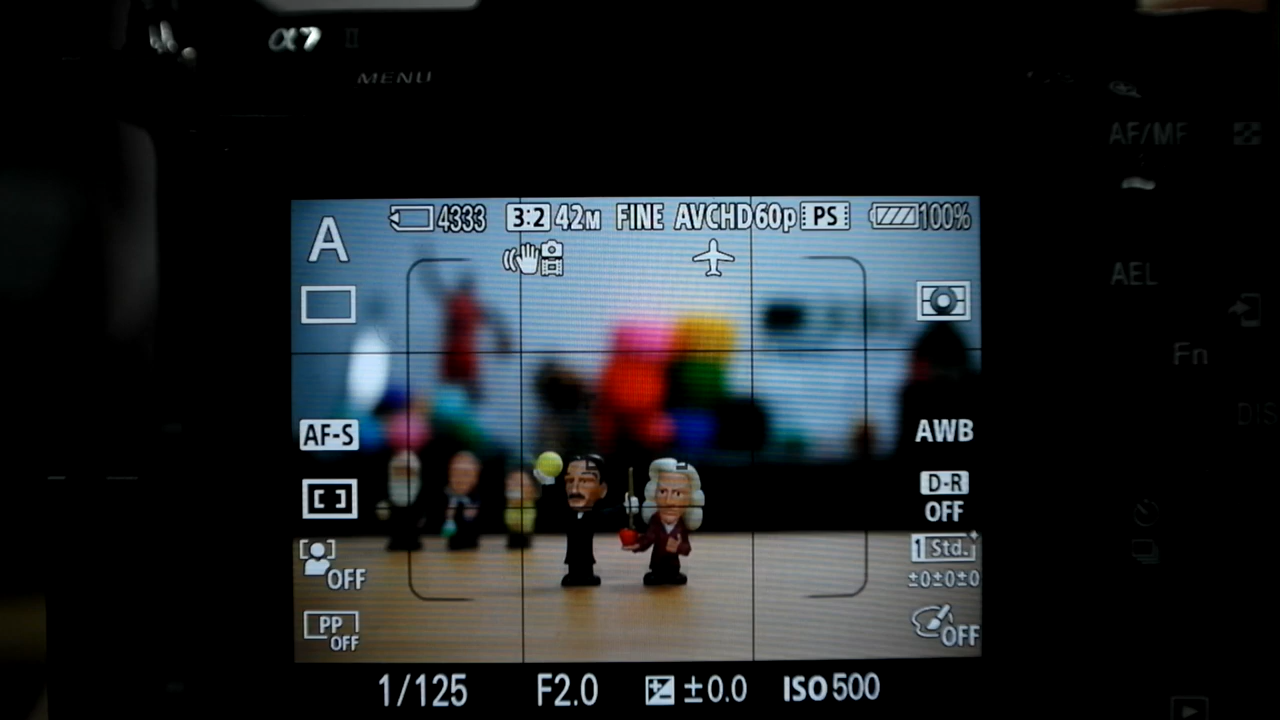 α7 II
MENU
AF/MF
4333 3:2 42M FINE AVCHD 60p PS 100%
A
AEL
Fn
AF-S
AWB
D-R
OFF
1 Std.
OFF
±0±0±0
PP
OFF
OFF
1/125 F2.0 ±0.0 ISO 500